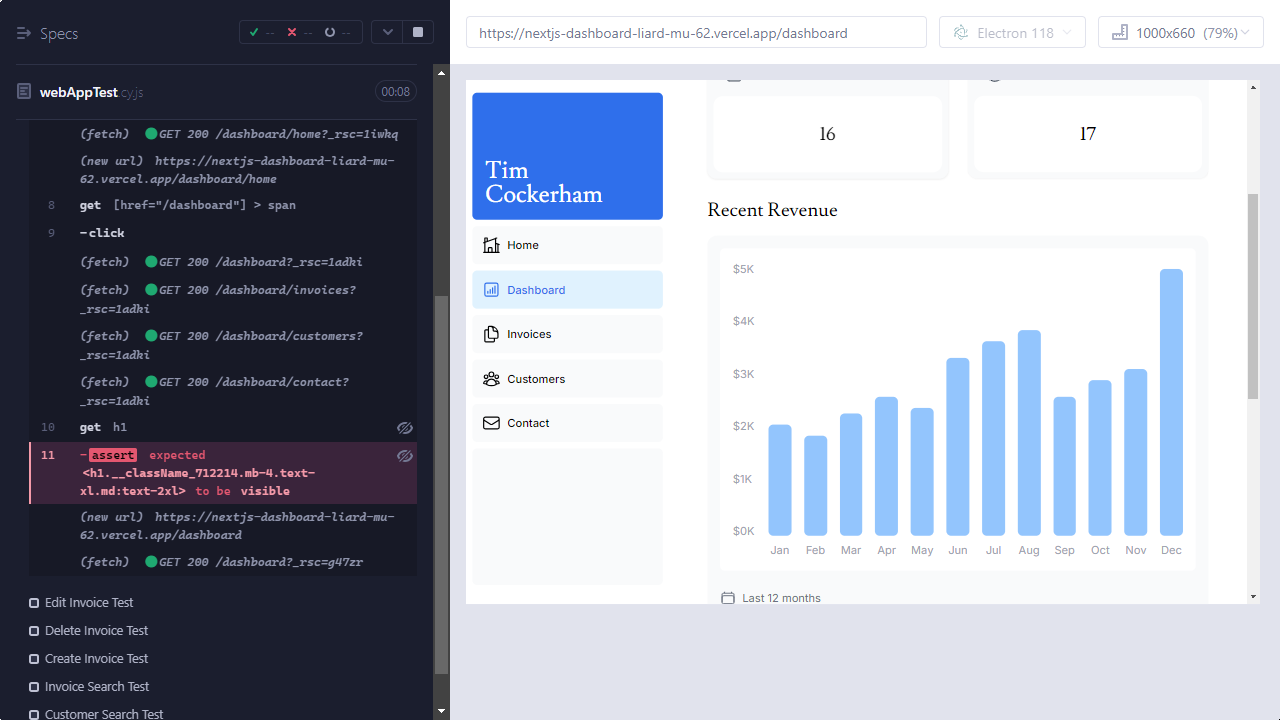 Specs
--
--
--
webAppTest.cy.js
00:08
(fetch) GET 200 /dashboard/home?_rsc=1iwkq
(new url) https://nextjs-dashboard-liard-mu-
62.vercel.app/dashboard/home
8 get [href="/dashboard"] > span
9 -click
(fetch) GET 200 /dashboard?_rsc=1adki
(fetch) GET 200 /dashboard/invoices?
_rsc=1adki
(fetch) GET 200 /dashboard/customers?
_rsc=1adki
(fetch) GET 200 /dashboard/contact?
_rsc=1adki
10 get h1
11 -assert expected
<h1.__className_712214.mb-4.text-
xl.md:text-2xl> to be visible
(new url) https://nextjs-dashboard-liard-mu-
62.vercel.app/dashboard
(fetch) GET 200 /dashboard?_rsc=g47zr
Edit Invoice Test
Delete Invoice Test
Create Invoice Test
Invoice Search Test
Customer Search Test
https://nextjs-dashboard-liard-mu-62.vercel.app/dashboard
Electron 118
1000x660 (79%)
Tim
Cockerham
Home
Dashboard
Invoices
Customers
Contact
16
17
Recent Revenue
$5K
$4K
$3K
$2K
$1K
$0K
Jan Feb Mar Apr May Jun Jul Aug Sep Oct Nov Dec
Last 12 months